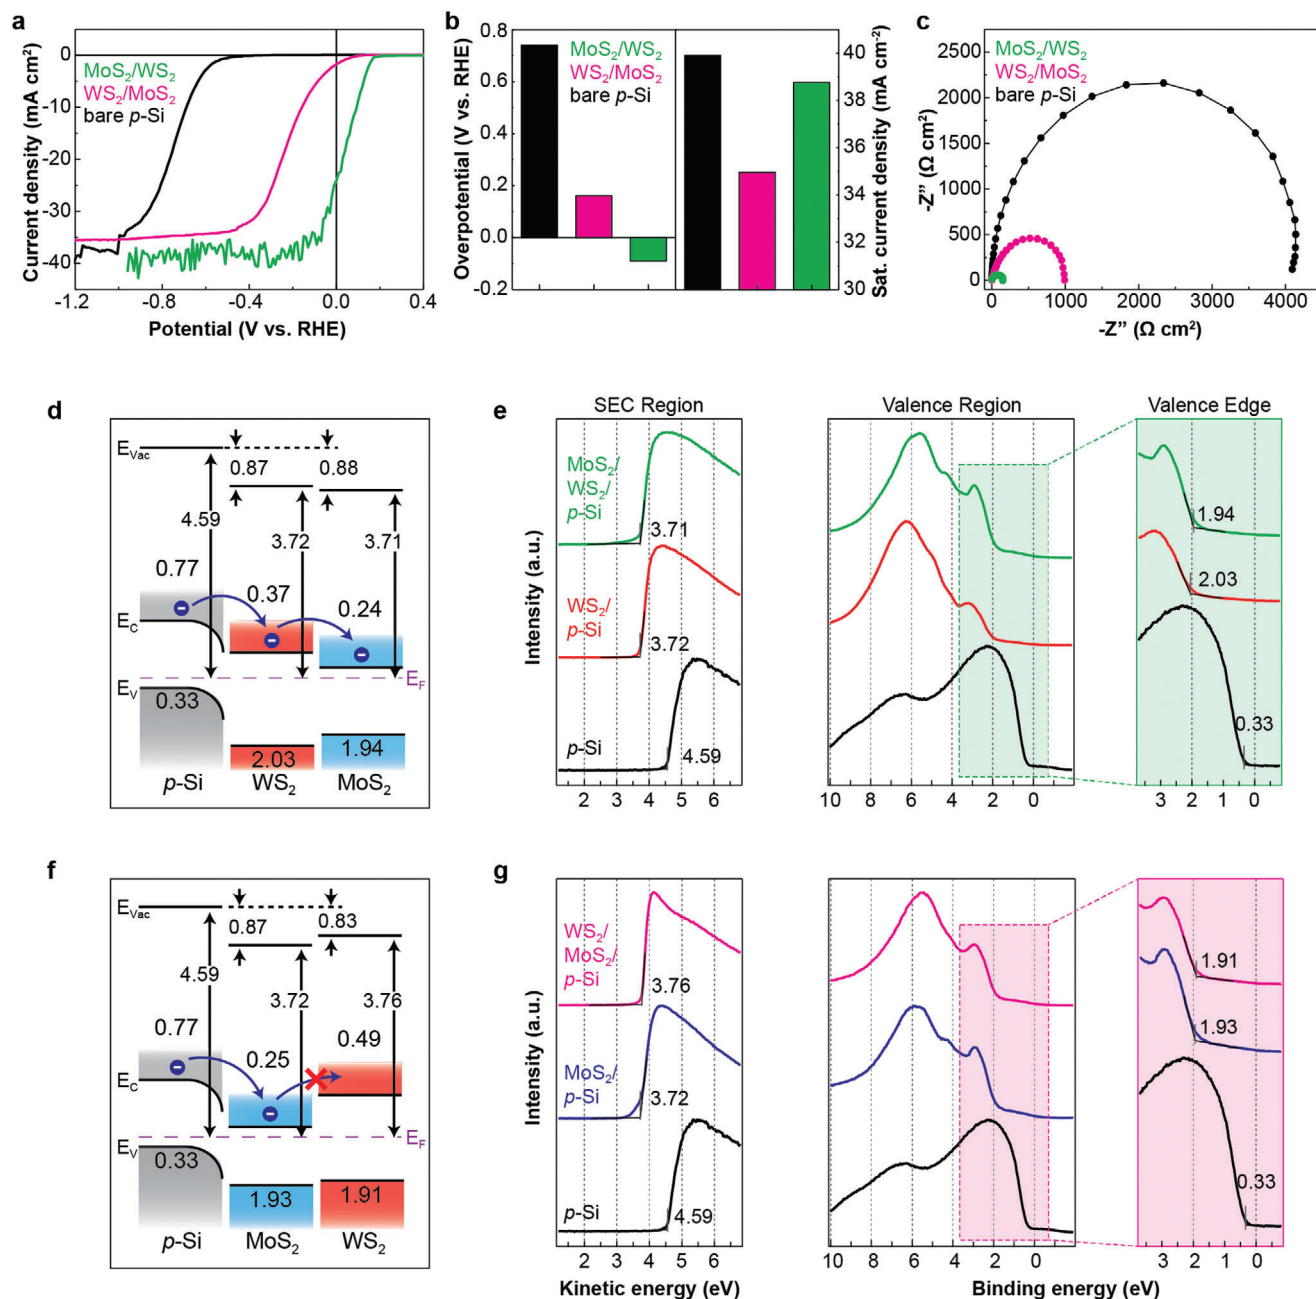 a
Current density (mA cm²)
0
-10
-20
-30
-40
MoS₂/WS₂
WS₂/MoS₂
bare p-Si
-1.2 -0.8 -0.4 0.0 0.4
Potential (V vs. RHE)
b
Overpotential (V vs. RHE)
0.8
0.6
0.4
0.2
0.0
-0.2
MoS₂/WS₂
WS₂/MoS₂
bare p-Si
40
38
36
34
32
30
Sat. current density (mA cm⁻²)
c
-Z” (Ω cm²)
2500
2000
1500
1000
500
0
MoS₂/WS₂
WS₂/MoS₂
bare p-Si
0 1000 2000 3000 4000
-Z” (Ω cm²)
d
E_Vac
0.87 0.88
4.59 3.72 3.71
0.77 0.37 0.24
E_C
E_F
E_V
0.33 2.03 1.94
p-Si WS₂ MoS₂
e
SEC Region Valence Region Valence Edge
Intensity (a.u.)
MoS₂/
WS₂/
p-Si
3.71
WS₂/
p-Si
3.72
p-Si
4.59
1.94
2.03
0.33
2 3 4 5 6
10 8 6 4 2 0
3 2 1 0
f
E_Vac
0.87 0.83
4.59 3.72 3.76
0.77 0.25 0.49
E_C
E_F
E_V
0.33 1.93 1.91
p-Si MoS₂ WS₂
g
Intensity (a.u.)
WS₂/
MoS₂/
p-Si
3.76
MoS₂/
p-Si
3.72
p-Si
4.59
1.91
1.93
0.33
2 3 4 5 6
10 8 6 4 2 0
3 2 1 0
Kinetic energy (eV) Binding energy (eV)